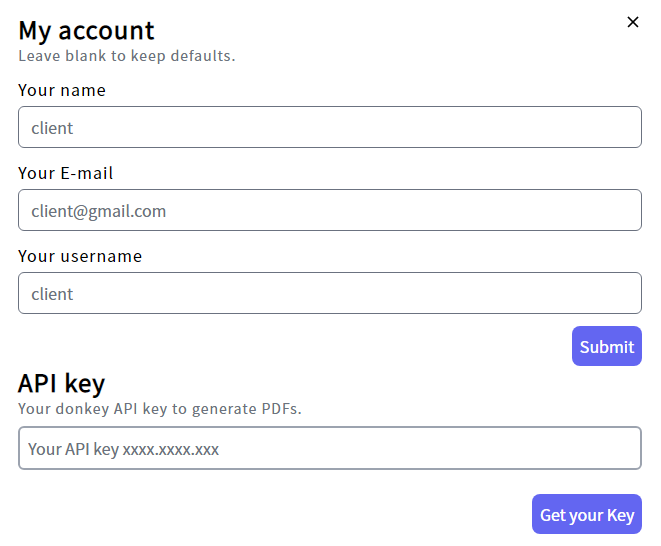 My account
Leave blank to keep defaults.
Your name
client
Your E-mail
client@gmail.com
Your username
client
Submit
API key
Your donkey API key to generate PDFs.
Your API key xxxx.xxxx.xxx
Get your Key